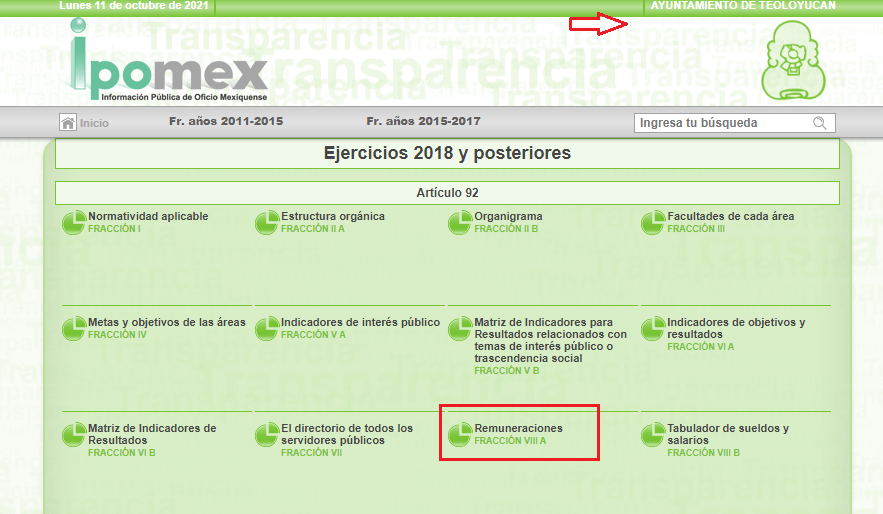 Lunes 11 de octubre de 2021
AYUNTAMIENTO DE TEOLOYUCAN
ipomex
Información Pública de Oficio Mexiquense
Transparencia
Transparencia
Transparencia
Inicio
Fr. años 2011-2015
Fr. años 2015-2017
Ingresa tu búsqueda
Ejercicios 2018 y posteriores
Artículo 92
Normatividad aplicable
FRACCIÓN I
Estructura orgánica
FRACCIÓN II A
Organigrama
FRACCIÓN II B
Facultades de cada área
FRACCIÓN III
Metas y objetivos de las áreas
FRACCIÓN IV
Indicadores de interés público
FRACCIÓN V A
Matriz de Indicadores para
Resultados relacionados con
temas de interés público o
trascendencia social
FRACCIÓN V B
Indicadores de objetivos y
resultados
FRACCIÓN VI A
Matriz de Indicadores de
Resultados
FRACCIÓN VI B
El directorio de todos los
servidores públicos
FRACCIÓN VII
Remuneraciones
FRACCIÓN VIII A
Tabulador de sueldos y
salarios
FRACCIÓN VIII B